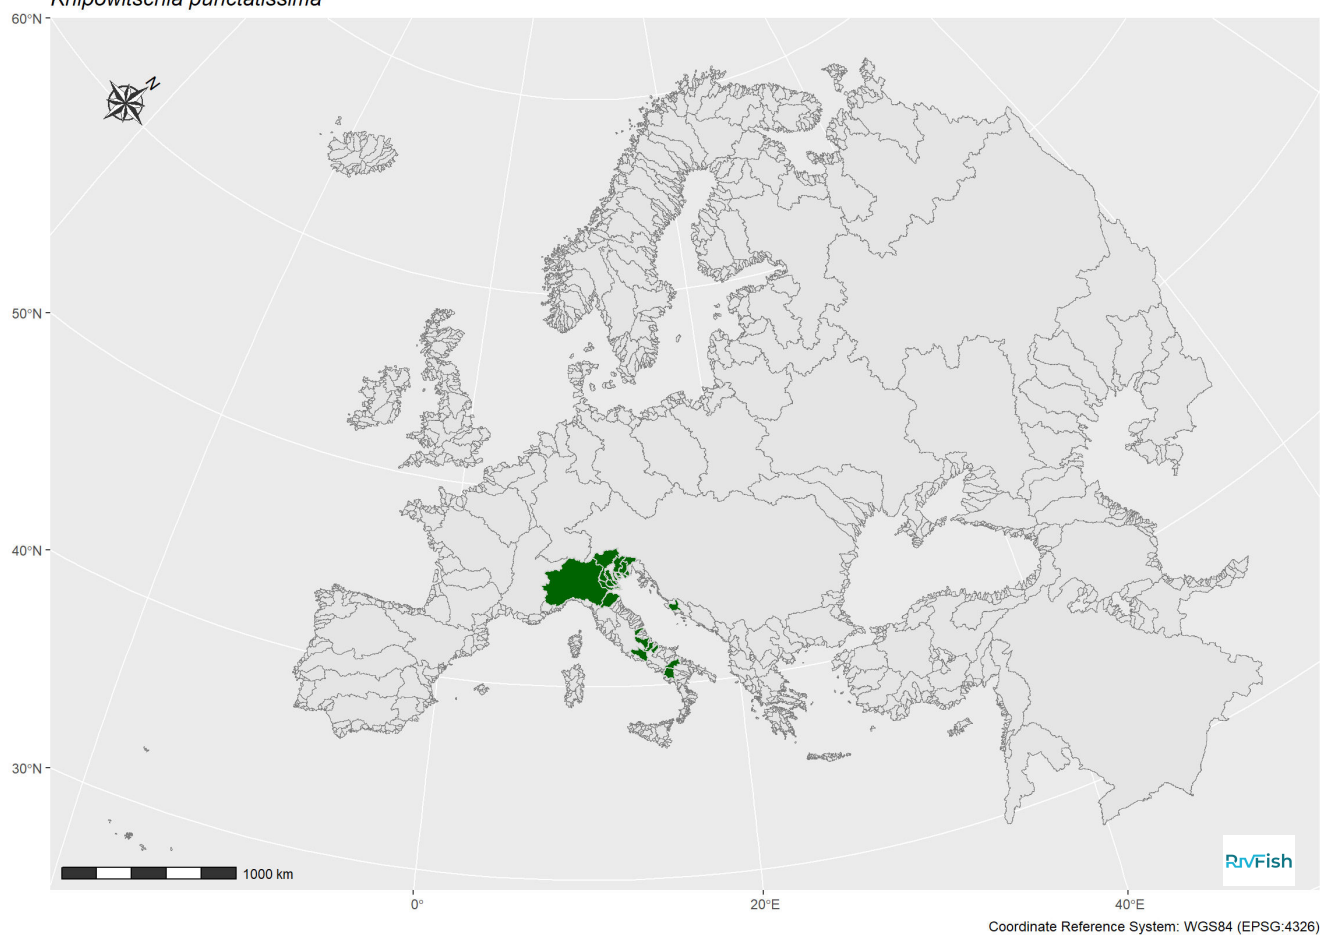 Knipowitschia punctatissima
60°N
N
50°N
40°N
30°N
1000 km
RIVFish
0°
20°E
40°E
Coordinate Reference System: WGS84 (EPSG:4326)